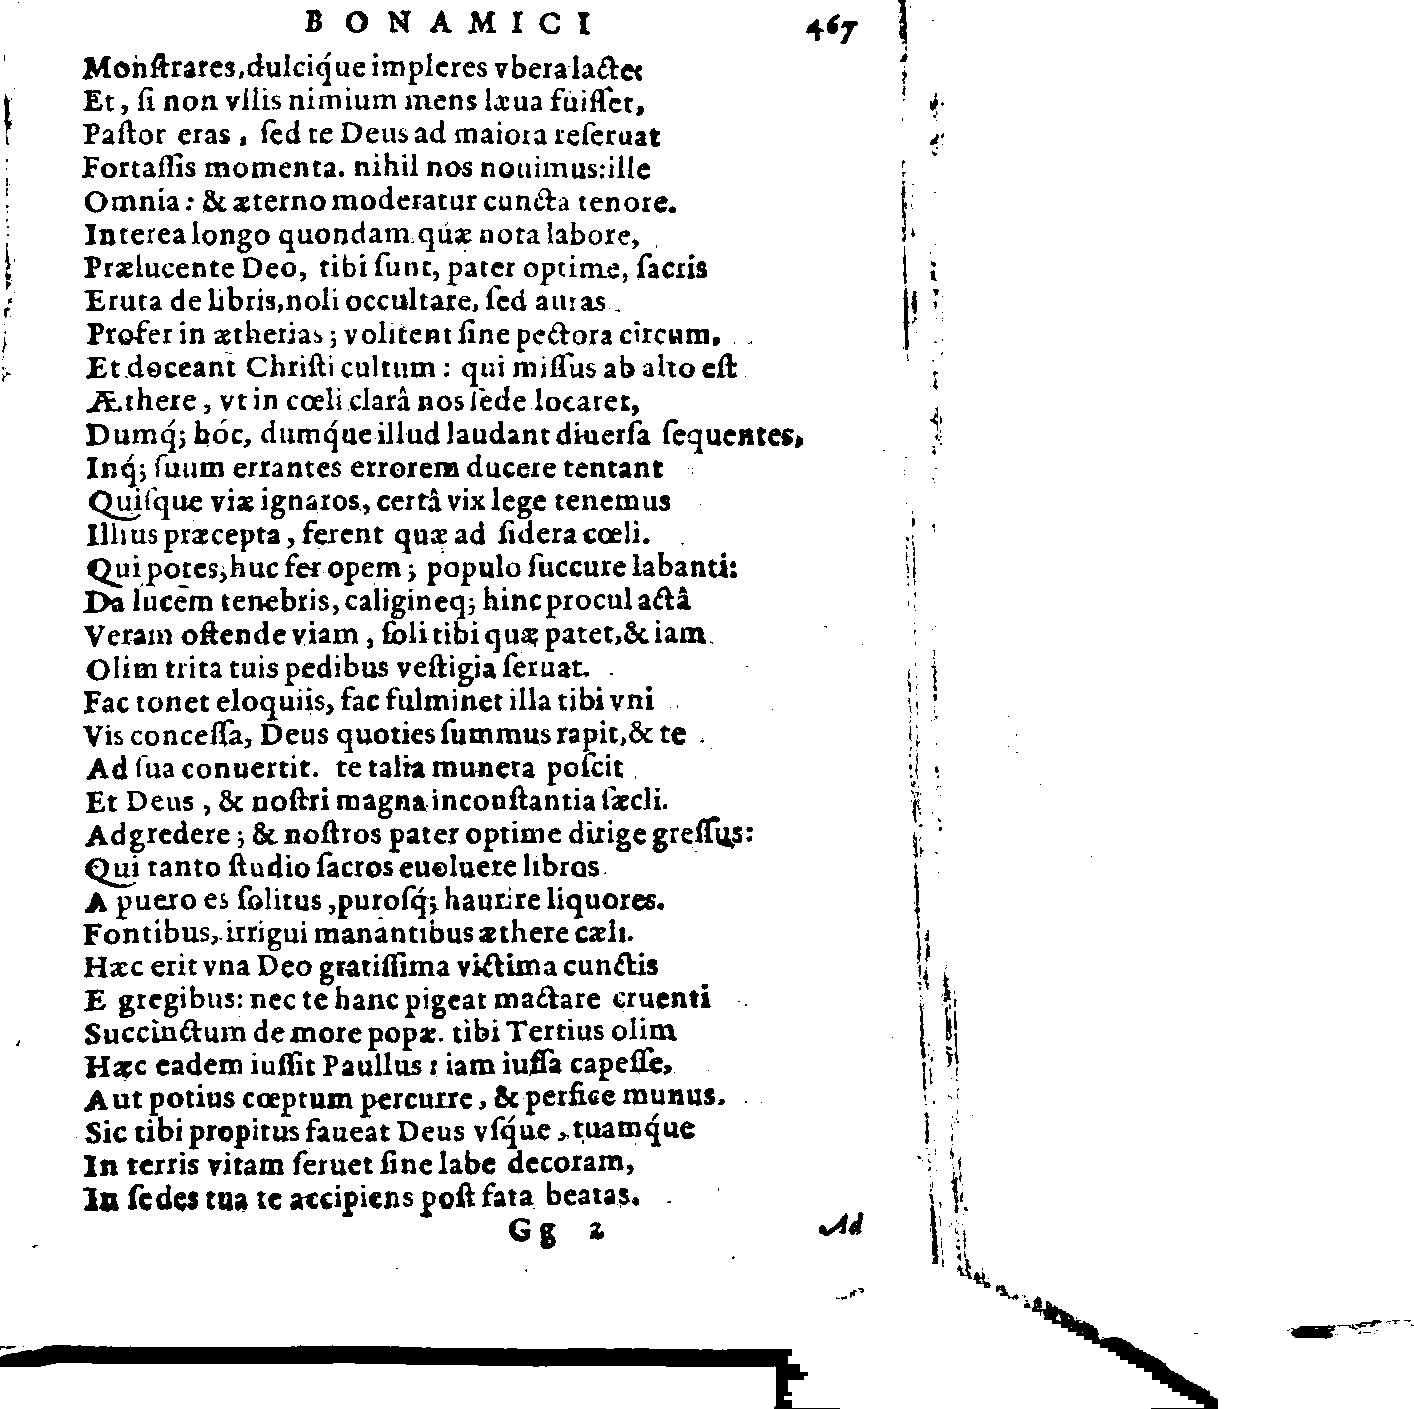 BONAMICI 467
Monſtrares, dulciq́ue impleres vbera lacte:
Et, ſi non vllis nimium mens læua fuiſſet,
Paſtor eras, ſed te Deus ad maiora reſeruat
Fortaſſis momenta. nihil nos nouimus: ille
Omnia: & æterno moderatur cuncta tenore.
Interea longo quondam quæ nota labore,
Prælucente Deo, tibi ſunt, pater optime, ſacris
Eruta de libris, noli occultare, ſed auras
Profer in ætherias; volitent ſine pectora circum,
Et doceant Chriſti cultum: qui miſſus ab alto eſt
Æthere, vt in cœli clarâ nos ſede locaret,
Dumq́; hoc, dumq́ue illud laudant diuerſa ſequentes,
Inq́; ſuum errantes errorem ducere tentant
Quiſque viæ ignaros, certâ vix lege tenemus
Illius præcepta, ferent quæ ad ſidera cœli.
Qui potes, huc fer opem; populo ſuccure labanti:
Da lucem tenebris, caligineq; hinc procul actâ
Veram oſtende viam, ſoli tibi quæ patet, & iam
Olim trita tuis pedibus veſtigia ſeruat.
Fac tonet eloquiis, fac fulminet illa tibi vni
Vis conceſſa, Deus quoties ſummus rapit, & te
Ad ſua conuertit. te talia munera poſcit
Et Deus, & noſtri magna inconſtantia ſæcli.
Adgredere; & noſtros pater optime dirige greſſus:
Qui tanto ſtudio ſacros euoluere libros
A puero es ſolitus, puroſq́; haurire liquores.
Fontibus, irrigui manantibus æthere cæli.
Hæc erit vna Deo gratiſſima victima cunctis
E gregibus: nec te hanc pigeat mactare cruenti
Succinctum de more popæ. tibi Tertius olim
Hæc eadem iuſſit Paullus: iam iuſſa capeſſe,
Aut potius cœptum percurre, & perfice munus.
Sic tibi propitus faueat Deus vſq́ue, tuamq́ue
In terris vitam ſeruet ſine labe decoram,
In ſedes tua te accipiens poſt fata beatas.
Gg 2 Ad